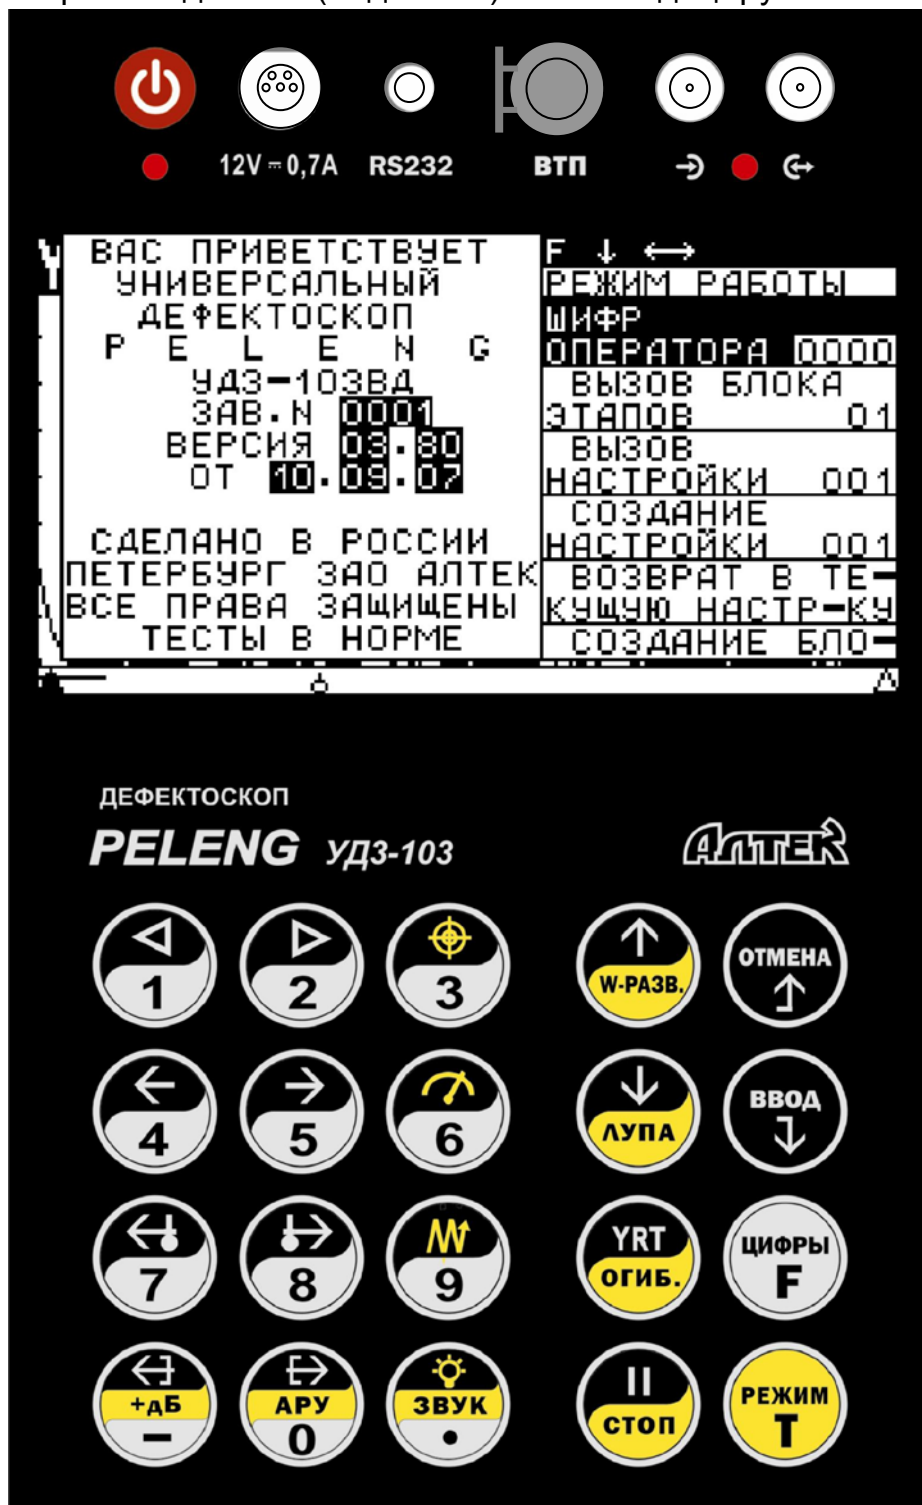 12V 0,7A RS232 ВТП
ВАС ПРИВЕТСТВУЕТ
УНИВЕРСАЛЬНЫЙ
ДЕФЕКТОСКОП
P E L E N G
УДЗ-103ВД
ЗАВ.N 0001
ВЕРСИЯ 03.80
ОТ 10.09.07
СДЕЛАНО В РОССИИ
ПЕТЕРБУРГ ЗАО АЛТЕК
ВСЕ ПРАВА ЗАЩИЩЕНЫ
ТЕСТЫ В НОРМЕ
F ↓ ↔
РЕЖИМ РАБОТЫ
ШИФР
ОПЕРАТОРА 0000
ВЫЗОВ БЛОКА
ЭТАПОВ 01
ВЫЗОВ
НАСТРОЙКИ 001
СОЗДАНИЕ
НАСТРОЙКИ 001
ВОЗВРАТ В ТЕ-
КУЩУЮ НАСТР-КУ
СОЗДАНИЕ БЛО-
ДЕФЕКТОСКОП
PELENG УДЗ-103
АЛТЕК
1 2 3
W-РАЗВ.
ОТМЕНА
4 5 6
ЛУПА
ВВОД
7 8 9
YRT
ОГИБ.
ЦИФРЫ
F
+дБ
–
АРУ
0
ЗВУК
•
СТОП
РЕЖИМ
T